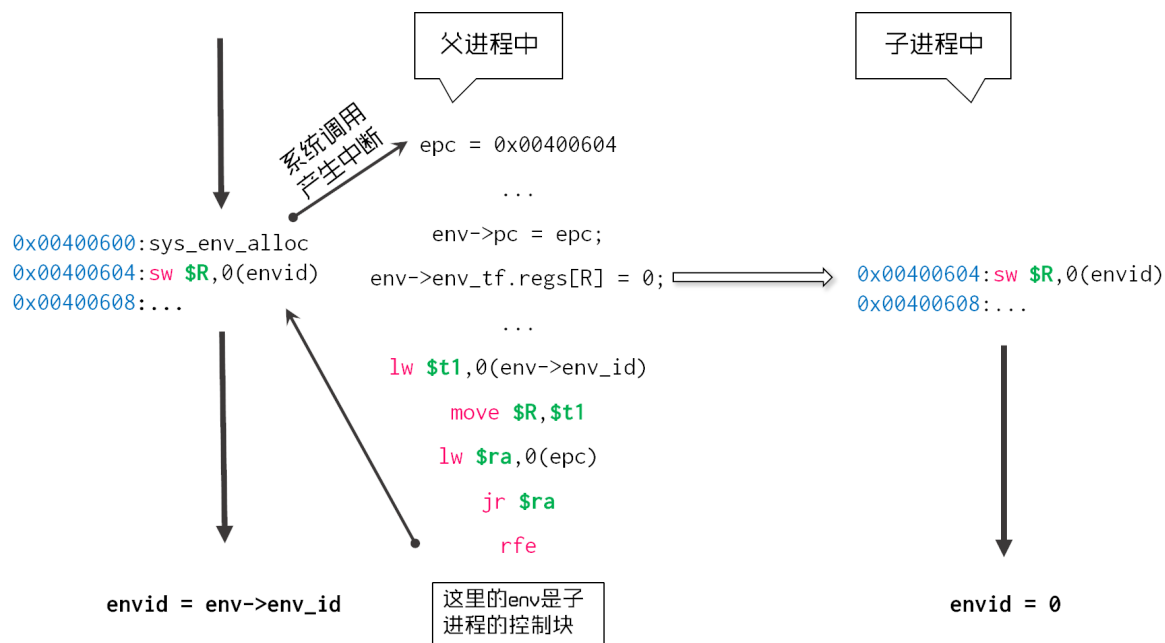 父进程中
子进程中
系统调用
产生中断
epc = 0x00400604
...
env->pc = epc;
env->env_tf.regs[R] = 0;
...
lw $t1,0(env->env_id)
move $R,$t1
lw $ra,0(epc)
jr $ra
rfe
0x00400600:sys_env_alloc
0x00400604:sw $R,0(envid)
0x00400608:...
0x00400604:sw $R,0(envid)
0x00400608:...
envid = env->env_id
这里的env是子
进程的控制块
envid = 0